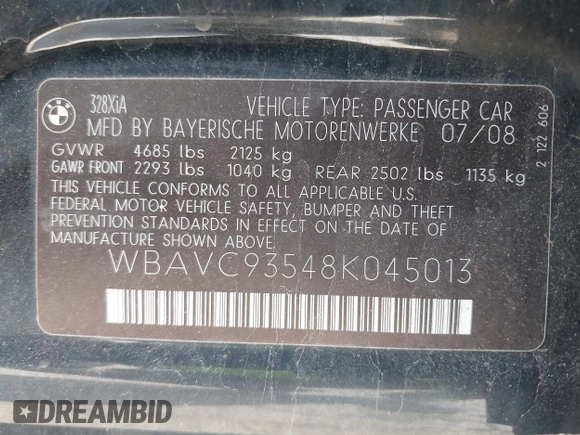 BMW
328XiA
VEHICLE TYPE: PASSENGER CAR
MFD BY BAYERISCHE MOTORENWERKE 07/08
GVWR 4685 lbs 2125 kg
GAWR FRONT 2293 lbs 1040 kg REAR 2502 lbs 1135 kg
THIS VEHICLE CONFORMS TO ALL APPLICABLE U.S.
FEDERAL MOTOR VEHICLE SAFETY, BUMPER AND THEFT
PREVENTION STANDARDS IN EFFECT ON THE DATE
OF MANUFACTURE SHOWN ABOVE.
WBAVC93548K045013
2 122 606
DREAMBID